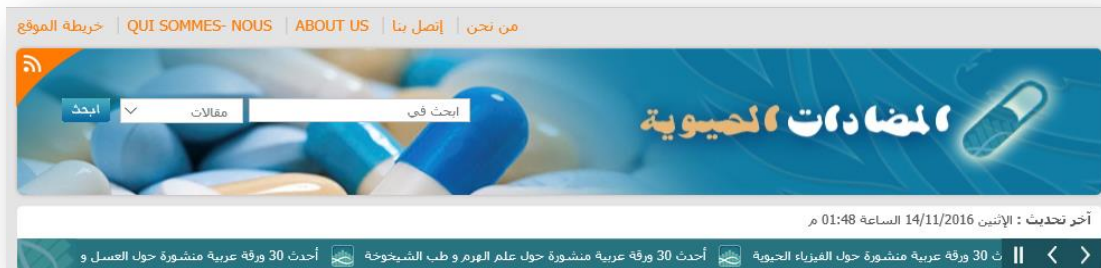 من نحن | إتصل بنا | QUI SOMMES- NOUS | ABOUT US | خريطة الموقع
المضادات الحيوية
ابحث في مقالات ابحث
آخر تحديث : الإثنين 14/11/2016 الساعة 01:48 م
ث 30 ورقة عربية منشورة حول الفيزياء الحيوية أحدث 30 ورقة عربية منشورة حول علم الهرم و طب الشيخوخة أحدث 30 ورقة عربية منشورة حول العسل و